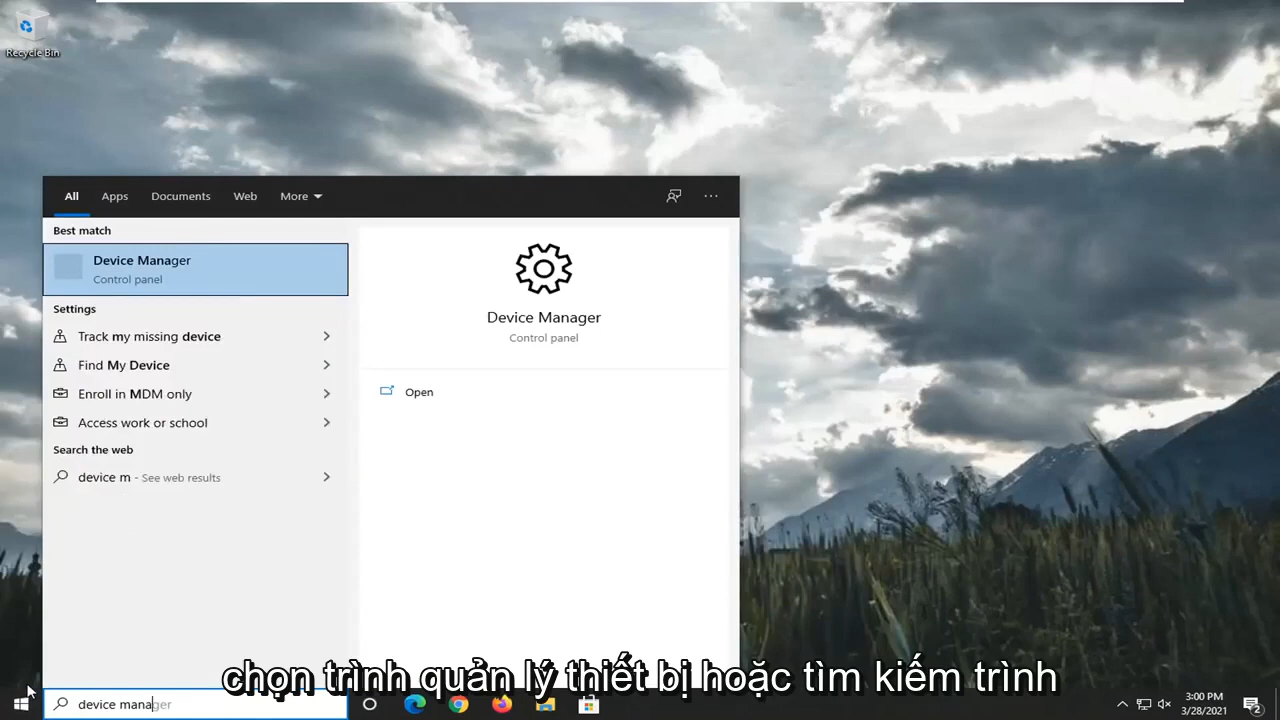 Recycle Bin
All Apps Documents Web More
Best match
Device Manager
Control panel
Settings
Track my missing device
Find My Device
Enroll in MDM only
Access work or school
Search the web
device m - See web results
Device Manager
Control panel
Open
chọn trình quản lý thiết bị hoặc tìm kiếm trình
device manager
3:00 PM
3/28/2021
2